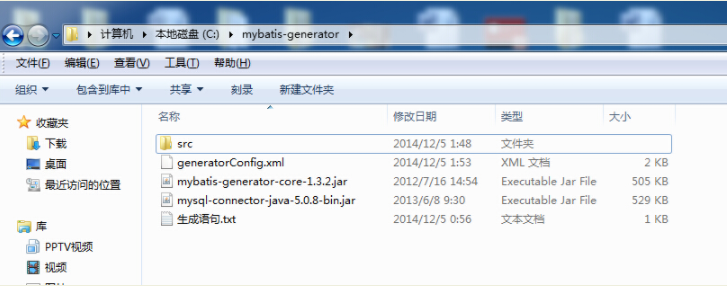 计算机 本地磁盘 (C:) mybatis-generator
文件(F) 编辑(E) 查看(V) 工具(T) 帮助(H)
组织 包含到库中 共享 刻录 新建文件夹
收藏夹
下载
桌面
最近访问的位置
库
PPTV视频
视频
名称 修改日期 类型 大小
src 2014/12/5 1:48 文件夹
generatorConfig.xml 2014/12/5 1:53 XML 文档 2 KB
mybatis-generator-core-1.3.2.jar 2012/7/16 14:54 Executable Jar File 505 KB
mysql-connector-java-5.0.8-bin.jar 2013/6/8 9:30 Executable Jar File 529 KB
生成语句.txt 2014/12/5 0:56 文本文档 1 KB